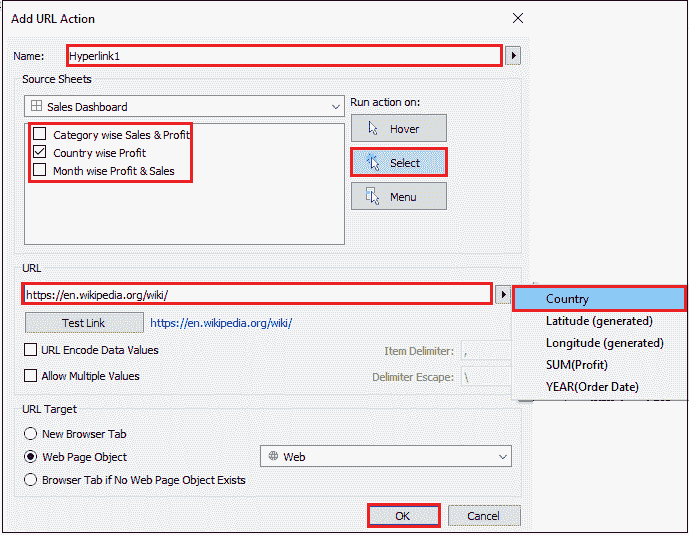 Add URL Action
Name: Hyperlink1
Source Sheets
Sales Dashboard
Run action on:
Category wise Sales & Profit
Country wise Profit
Month wise Profit & Sales
Hover
Select
Menu
URL
https://en.wikipedia.org/wiki/
Test Link https://en.wikipedia.org/wiki/
URL Encode Data Values
Item Delimiter: ,
Allow Multiple Values
Delimiter Escape: \
Country
Latitude (generated)
Longitude (generated)
SUM(Profit)
YEAR(Order Date)
URL Target
New Browser Tab
Web Page Object
Web
Browser Tab if No Web Page Object Exists
OK
Cancel